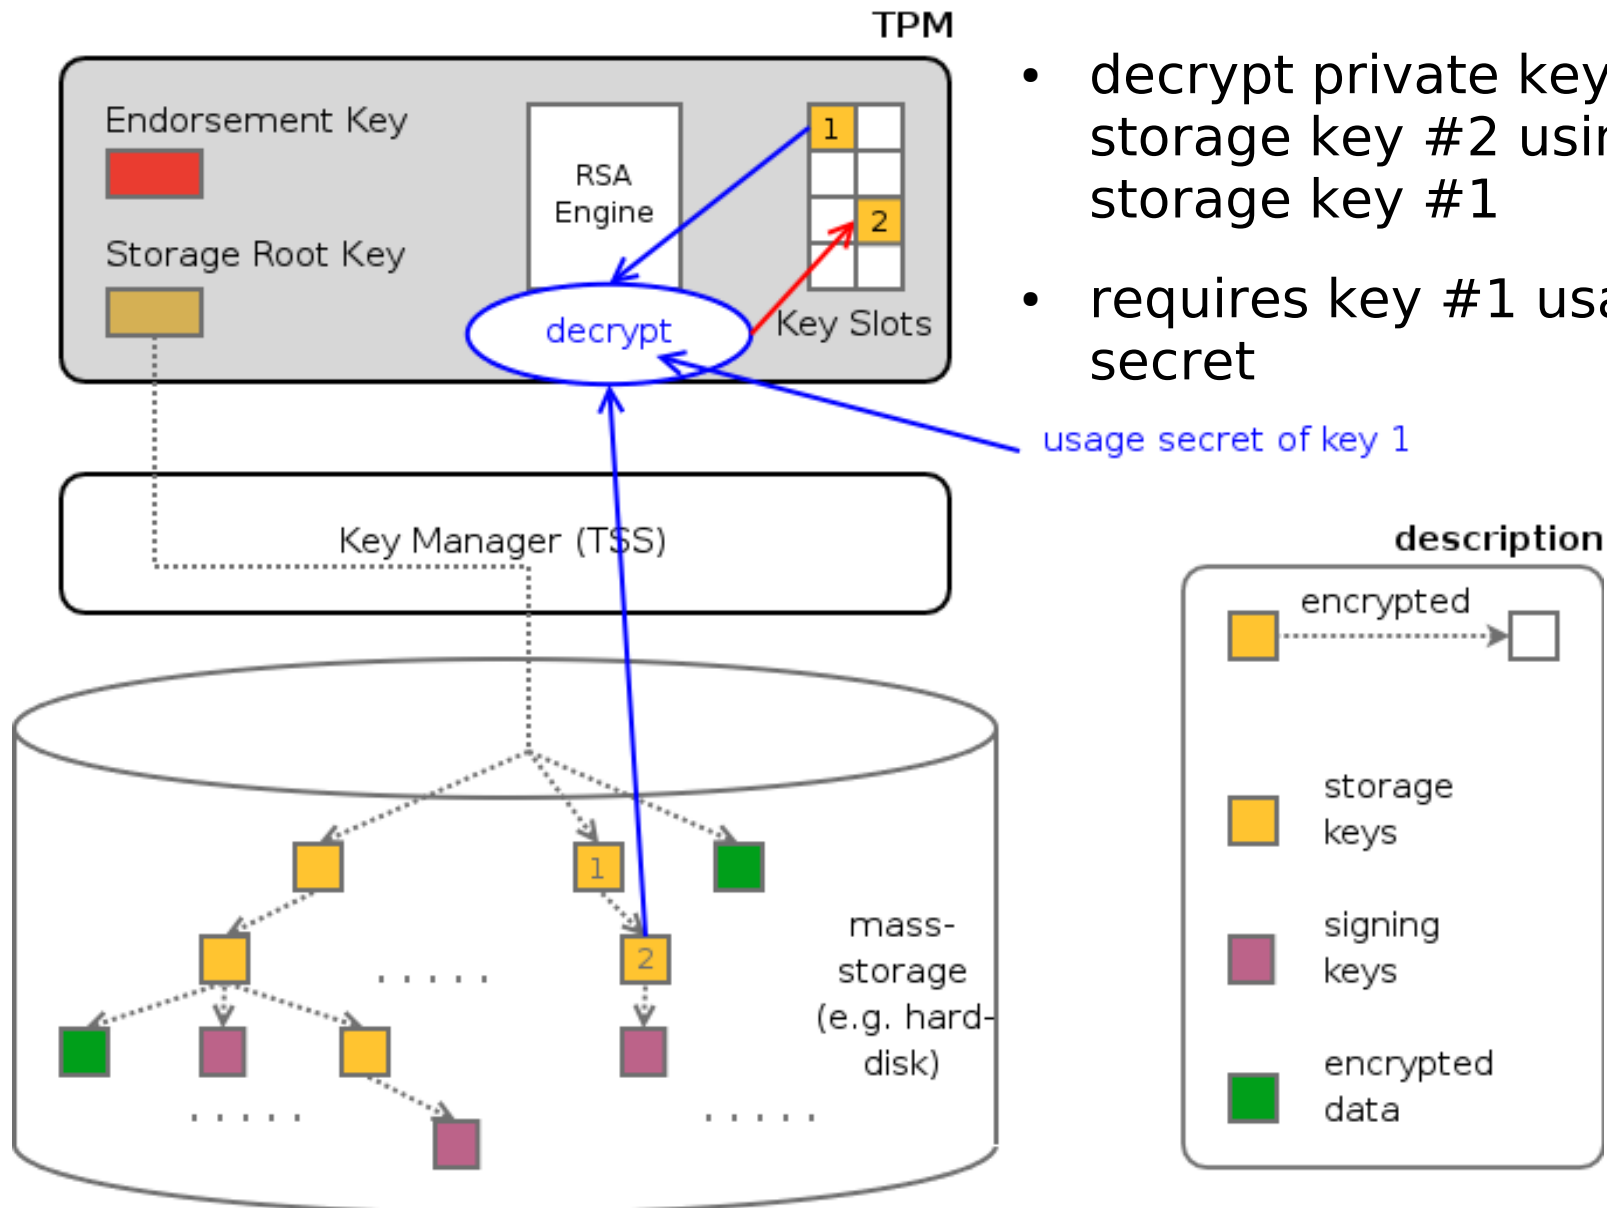 TPM
Endorsement Key
Storage Root Key
RSA
Engine
1
2
decrypt
Key Slots
• decrypt private key
storage key #2 usin
storage key #1
• requires key #1 usa
secret
usage secret of key 1
Key Manager (TSS)
1
2
mass-
storage
(e.g. hard-
disk)
description
encrypted
storage
keys
signing
keys
encrypted
data